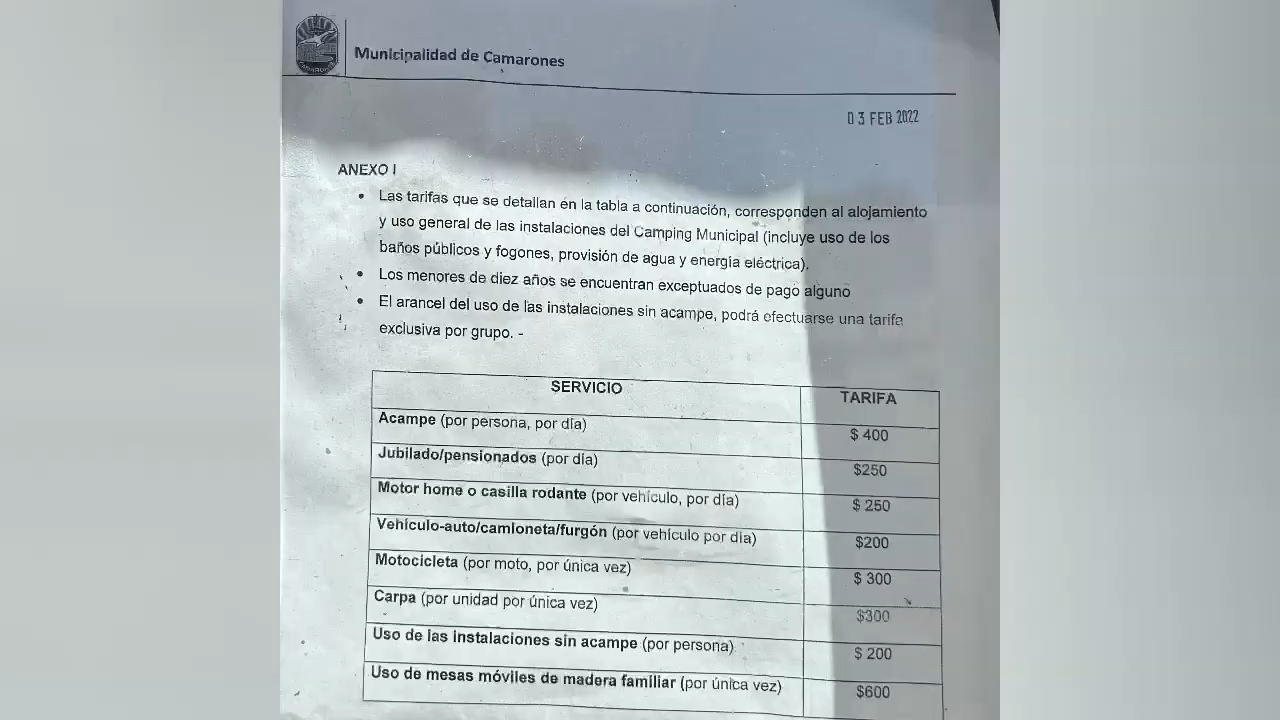 CAMARONES
Municipalidad de Camarones
03 FEB 2022
ANEXO I
• Las tarifas que se detallan en la tabla a continuación, corresponden al alojamiento
y uso general de las instalaciones del Camping Municipal (incluye uso de los
baños públicos y fogones, provisión de agua y energía eléctrica).
• Los menores de diez años se encuentran exceptuados de pago alguno
• El arancel del uso de las instalaciones sin acampe, podrá efectuarse una tarifa
exclusiva por grupo. -
SERVICIO TARIFA
Acampe (por persona, por día) $ 400
Jubilado/pensionados (por día) $250
Motor home o casilla rodante (por vehículo, por día) $ 250
Vehículo-auto/camioneta/furgón (por vehículo por día) $200
Motocicleta (por moto, por única vez) $ 300
Carpa (por unidad por única vez) $300
Uso de las instalaciones sin acampe (por persona) $ 200
Uso de mesas móviles de madera familiar (por única vez) $600